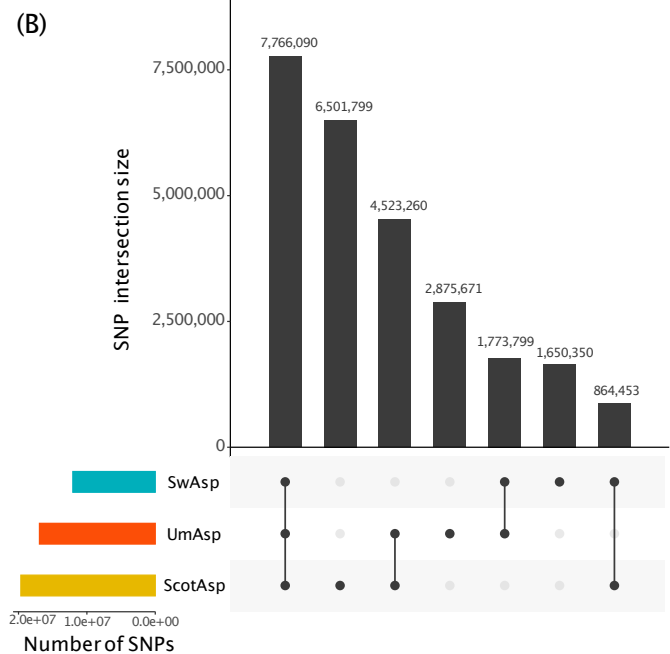 (B)
7,766,090
7,500,000
6,501,799
5,000,000
4,523,260
SNP intersection size
2,875,671
2,500,000
1,773,799
1,650,350
864,453
0
SwAsp
UmAsp
ScotAsp
2.0e+07 1.0e+07 0.0e+00
Number of SNPs